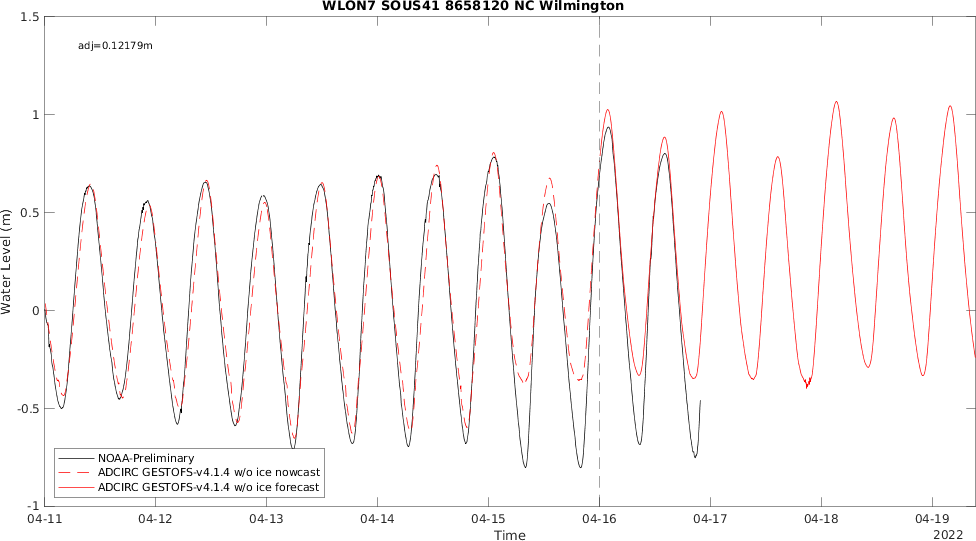 WLON7 SOUS41 8658120 NC Wilmington
adj=0.12179m
1.5
1
0.5
0
-0.5
-1
Water Level (m)
NOAA-Preliminary
ADCIRC GESTOFS-v4.1.4 w/o ice nowcast
ADCIRC GESTOFS-v4.1.4 w/o ice forecast
04-11 04-12 04-13 04-14 04-15 04-16 04-17 04-18 04-19
Time
2022